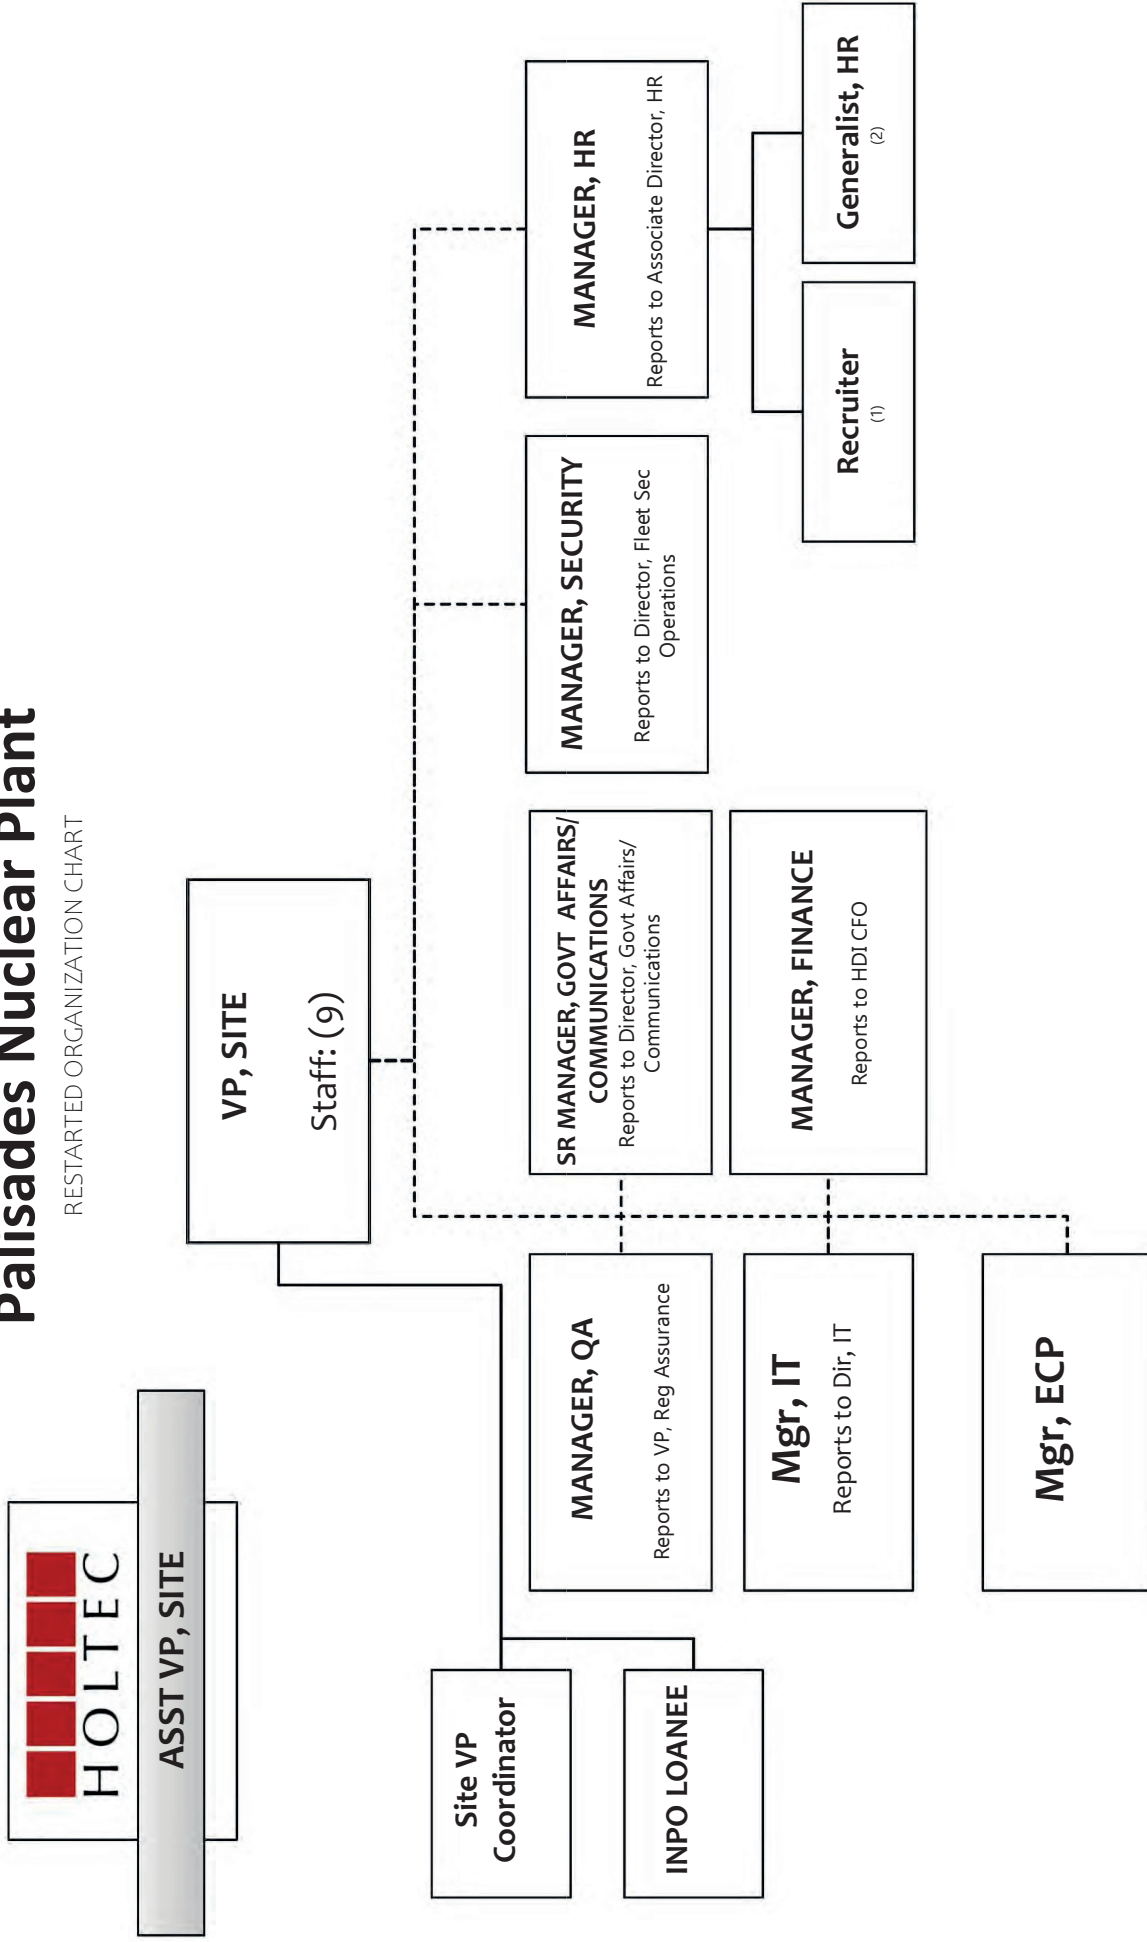 Palisades Nuclear Plant
RESTARTED ORGANIZATION CHART
HOLTEC
ASST VP, SITE
VP, SITE
Staff: (9)
Site VP
Coordinator
INPO LOANEE
MANAGER, QA
Reports to VP, Reg Assurance
SR MANAGER, GOVT AFFAIRS/
COMMUNICATIONS
Reports to Director, Govt Affairs/
Communications
MANAGER, SECURITY
Reports to Director, Fleet Sec
Operations
MANAGER, HR
Reports to Associate Director, HR
Mgr, IT
Reports to Dir, IT
MANAGER, FINANCE
Reports to HDI CFO
Recruiter
(1)
Generalist, HR
(2)
Mgr, ECP